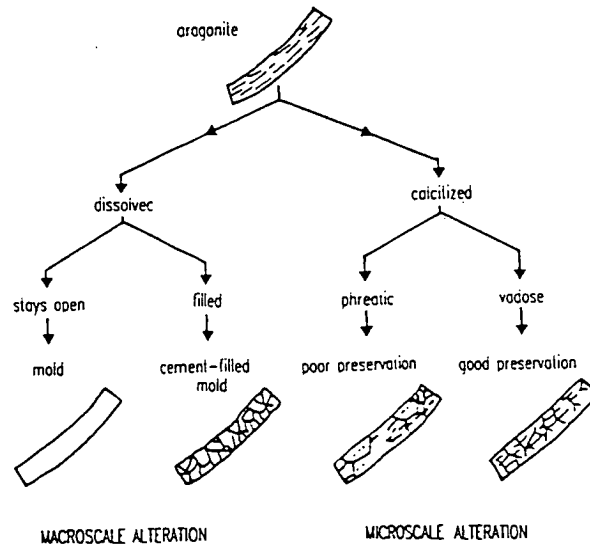 aragonile
dissoivec
caicilized
stays open
filled
phreatic
vadose
mold
cement-filled
mold
poor preservation
good preservation
MACROSCALE ALTERATION
MICROSCALE ALTERATION